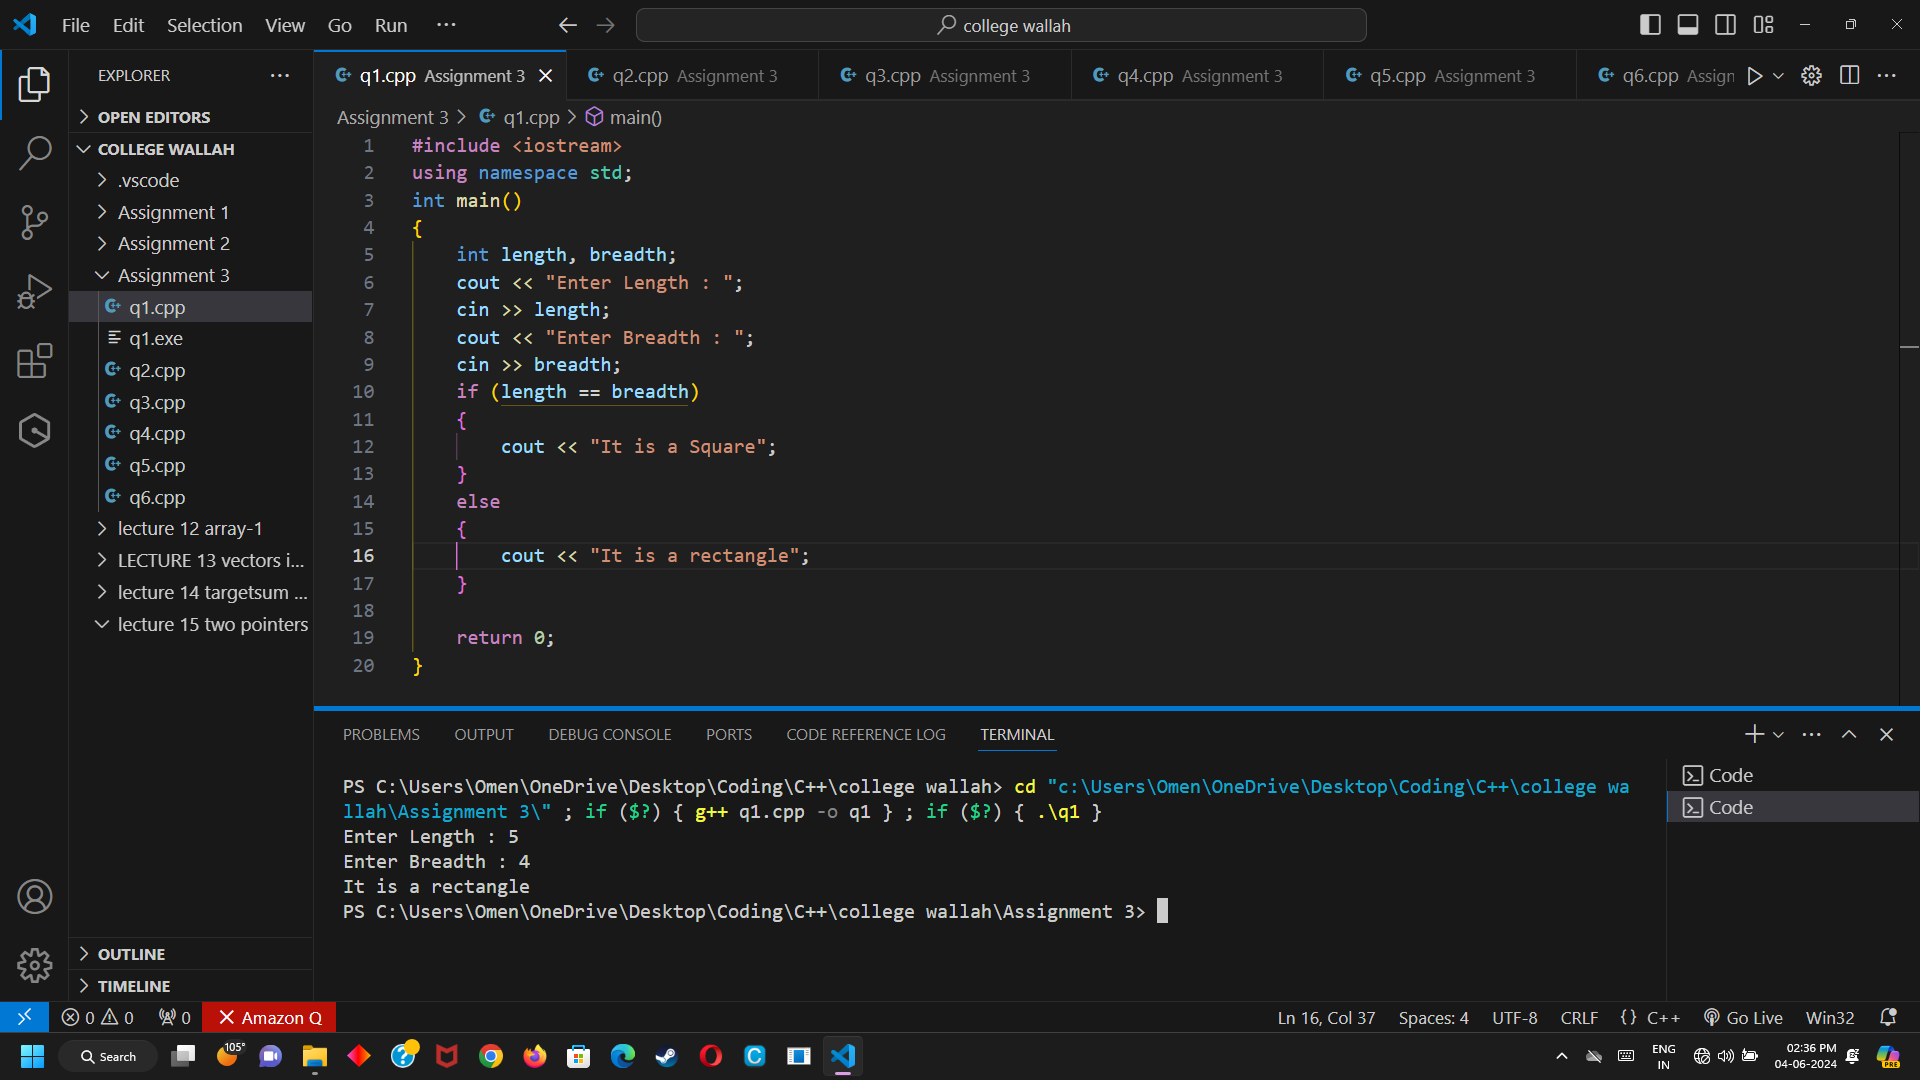 File Edit Selection View Go Run ···
college wallah
EXPLORER
OPEN EDITORS
COLLEGE WALLAH
.vscode
Assignment 1
Assignment 2
Assignment 3
q1.cpp
q1.exe
q2.cpp
q3.cpp
q4.cpp
q5.cpp
q6.cpp
lecture 12 array-1
LECTURE 13 vectors i...
lecture 14 targetsum ...
lecture 15 two pointers
OUTLINE
TIMELINE
q1.cpp Assignment 3 q2.cpp Assignment 3 q3.cpp Assignment 3 q4.cpp Assignment 3 q5.cpp Assignment 3 q6.cpp Assign
Assignment 3 > q1.cpp > main()
1 #include <iostream>
2 using namespace std;
3 int main()
4 {
5 int length, breadth;
6 cout << "Enter Length : ";
7 cin >> length;
8 cout << "Enter Breadth : ";
9 cin >> breadth;
10 if (length == breadth)
11 {
12 cout << "It is a Square";
13 }
14 else
15 {
16 cout << "It is a rectangle";
17 }
18
19 return 0;
20 }
PROBLEMS OUTPUT DEBUG CONSOLE PORTS CODE REFERENCE LOG TERMINAL
PS C:\Users\Omen\OneDrive\Desktop\Coding\C++\college wallah> cd "c:\Users\Omen\OneDrive\Desktop\Coding\C++\college wa
llah\Assignment 3\" ; if ($?) { g++ q1.cpp -o q1 } ; if ($?) { .\q1 }
Enter Length : 5
Enter Breadth : 4
It is a rectangle
PS C:\Users\Omen\OneDrive\Desktop\Coding\C++\college wallah\Assignment 3>
Code
Code
0 0 0 Amazon Q Ln 16, Col 37 Spaces: 4 UTF-8 CRLF {} C++ Go Live Win32
Search 105° ENG 02:36 PM
IN 04-06-2024 PRE